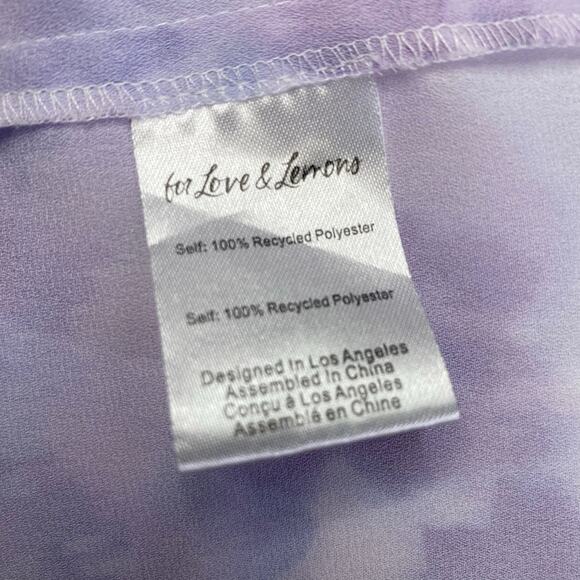 for Love & Lemons
Self: 100% Recycled Polyester
Self: 100% Recycled Polyester
Designed In Los Angeles
Assembled In China
Conçu à Los Angeles
Assemblé en Chine